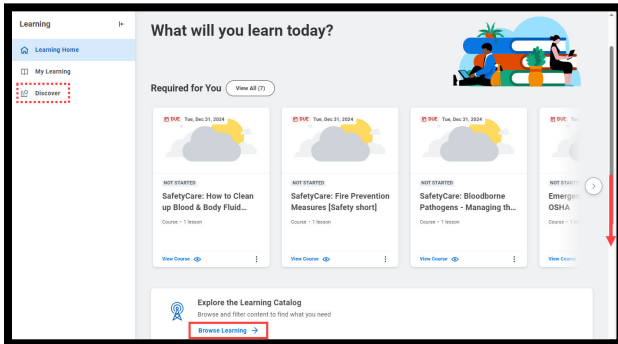 Learning
Learning Home
My Learning
Discover
What will you learn today?
Required for You View All (7)
DUE Tue, Dec 31, 2024
NOT STARTED
SafetyCare: How to Clean
up Blood & Body Fluid...
Course • 1 lesson
View Course
DUE Tue, Dec 31, 2024
NOT STARTED
SafetyCare: Fire Prevention
Measures [Safety short]
Course • 1 lesson
View Course
DUE Tue, Dec 31, 2024
NOT STARTED
SafetyCare: Bloodborne
Pathogens - Managing th...
Course • 1 lesson
View Course
DUE
NOT
OSHA
Course
View Course
Explore the Learning Catalog
Browse and filter content to find what you need
Browse Learning